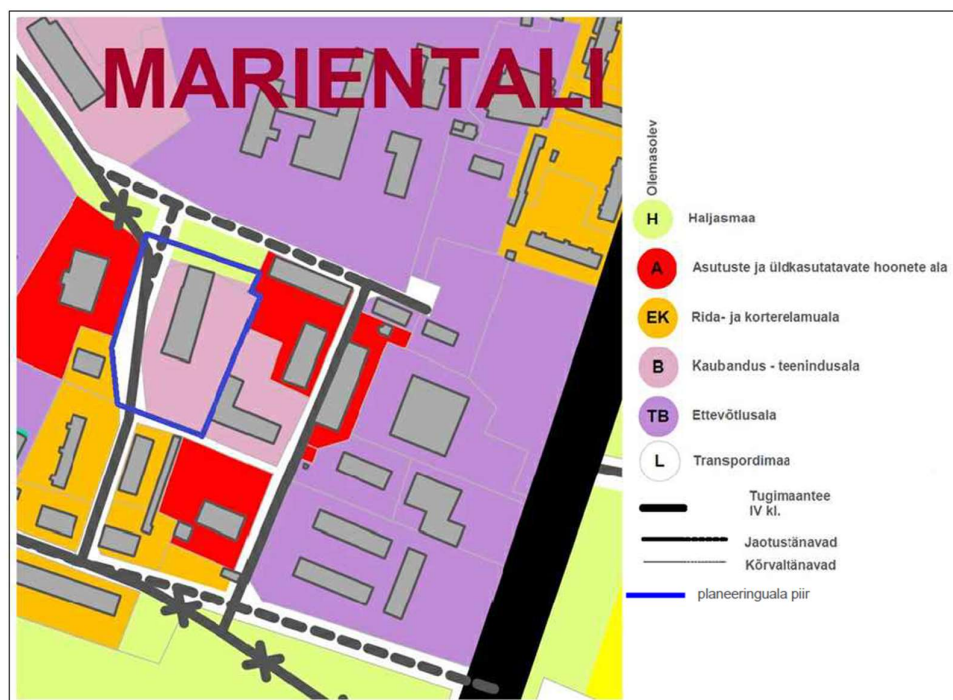 MARIENTALI
Olemasolev
H Haljasmaa
A Asutuste ja üldkasutatavate hoonete ala
EK Rida- ja korterelamuala
B Kaubandus - teenindusala
TB Ettevõtlusala
L Transpordimaa
Tugimaantee
IV kl.
Jaotustänavad
Kõrvaltänavad
planeeringuala piir